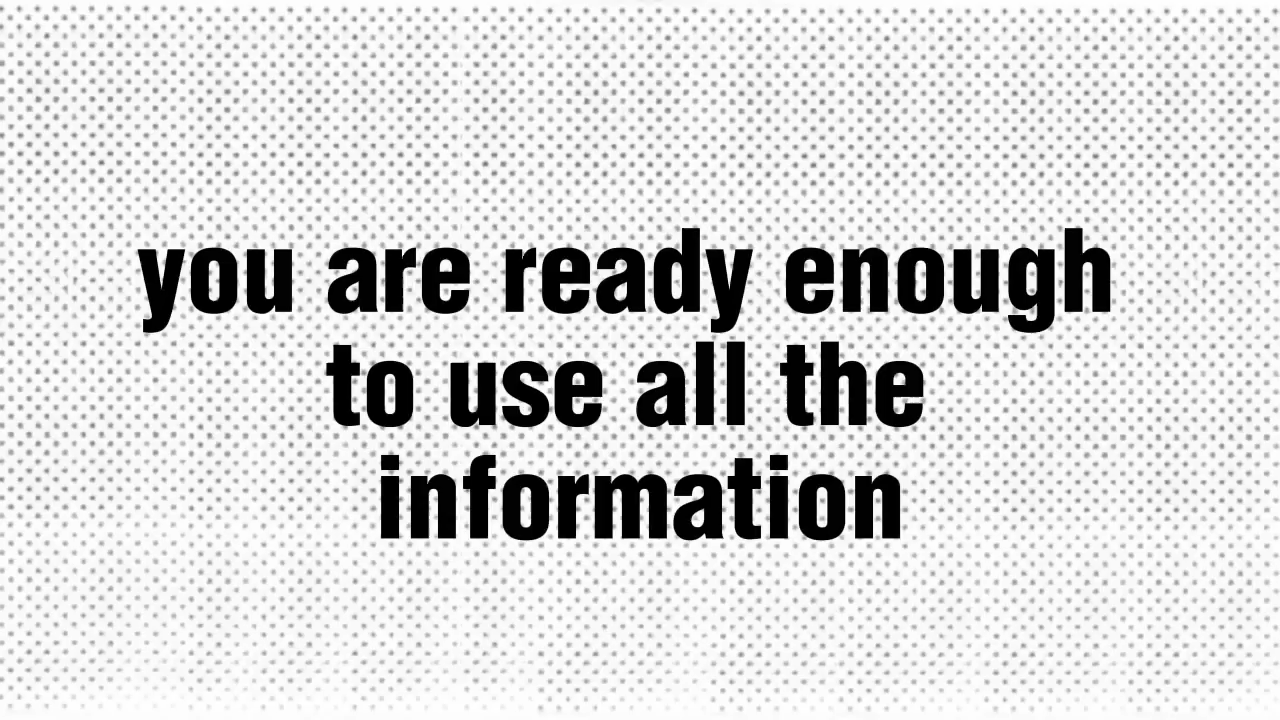 you are ready enough
to use all the
information